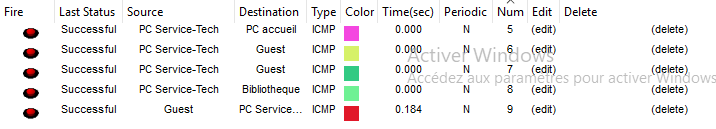 Fire Last Status Source Destination Type Color Time(sec) Periodic Num Edit Delete
Successful PC Service-Tech PC accueil ICMP 0.000 N 5 (edit) (delete)
Successful PC Service-Tech Guest ICMP 0.000 N 6 (edit) (delete)
Activer Windows
Successful PC Service-Tech Guest ICMP 0.000 N 7 (edit) (delete)
Accédez aux paramètres pour activer Windows
Successful PC Service-Tech Bibliotheque ICMP 0.000 N 8 (edit) (delete)
Successful Guest PC Service... ICMP 0.184 N 9 (edit) (delete)